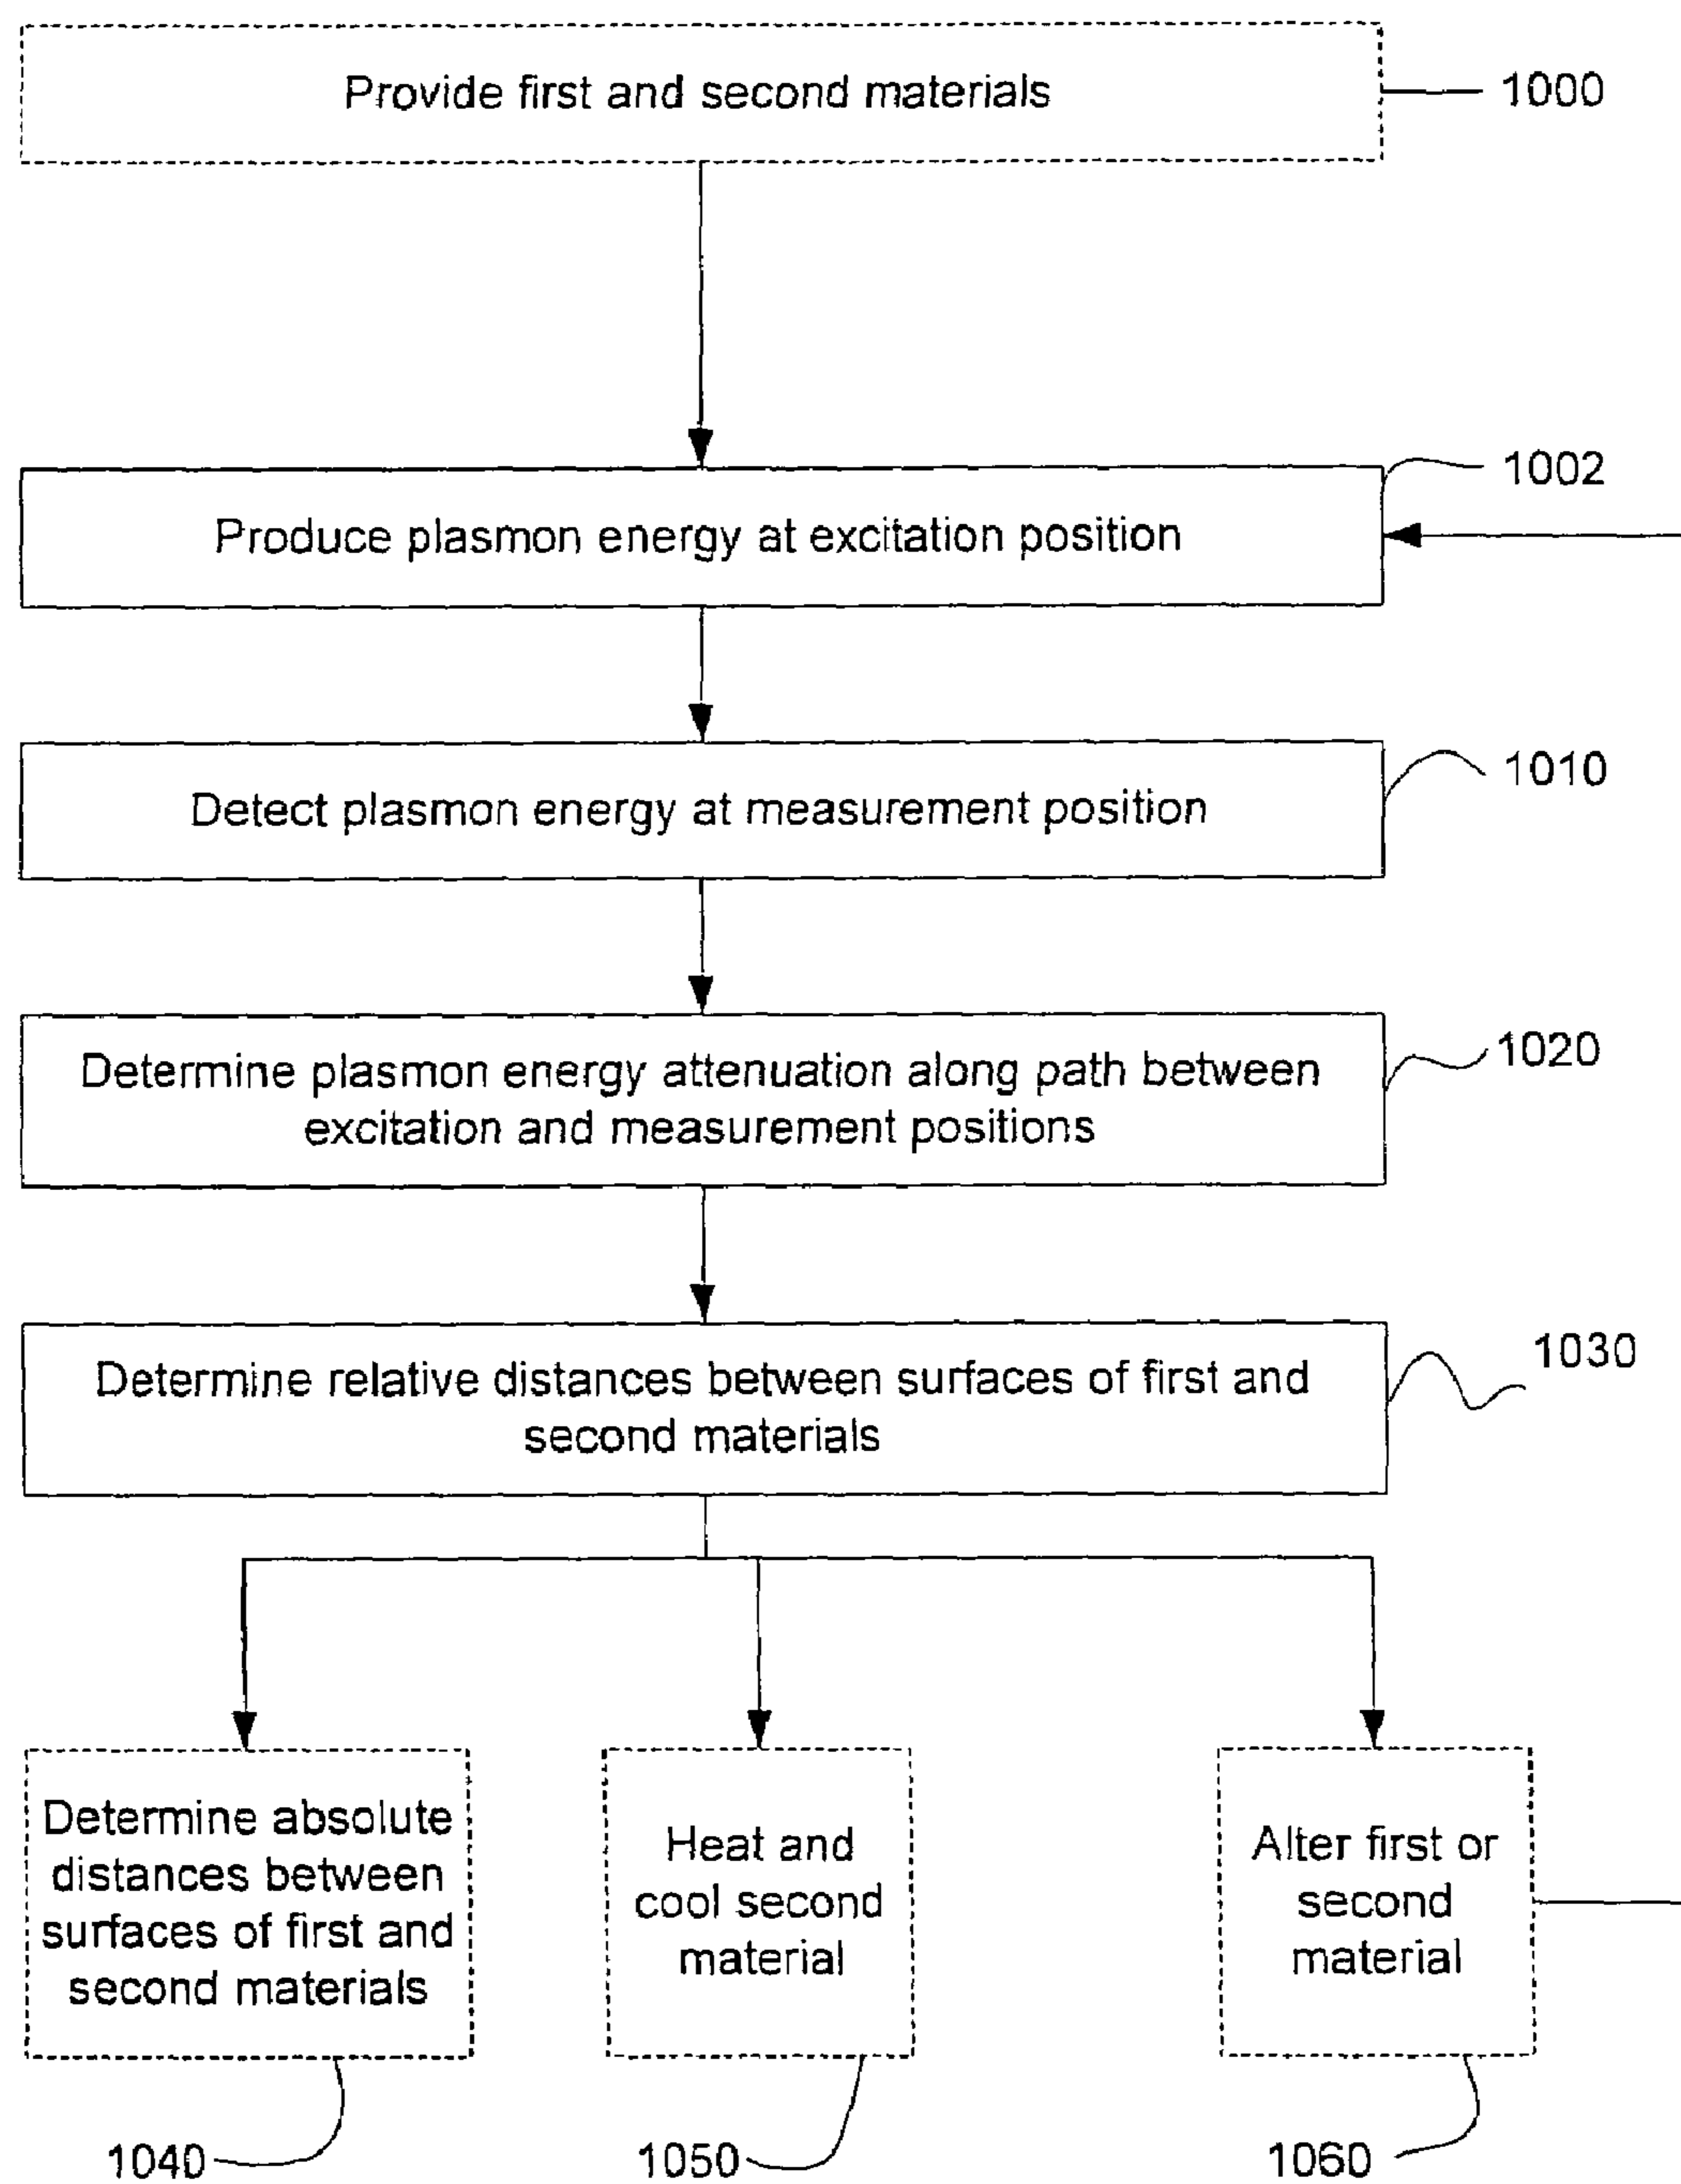 Provide first and second materials
1000
1002
Produce plasmon energy at excitation position
1010
Detect plasmon energy at measurement position
1020
Determine plasmon energy attenuation along path between
excitation and measurement positions
1030
Determine relative distances between surfaces of first and
second materials
Determine absolute
distances between
surfaces of first and
second materials
Heat and
cool second
material
Alter first or
second
material
1040
1050
1060